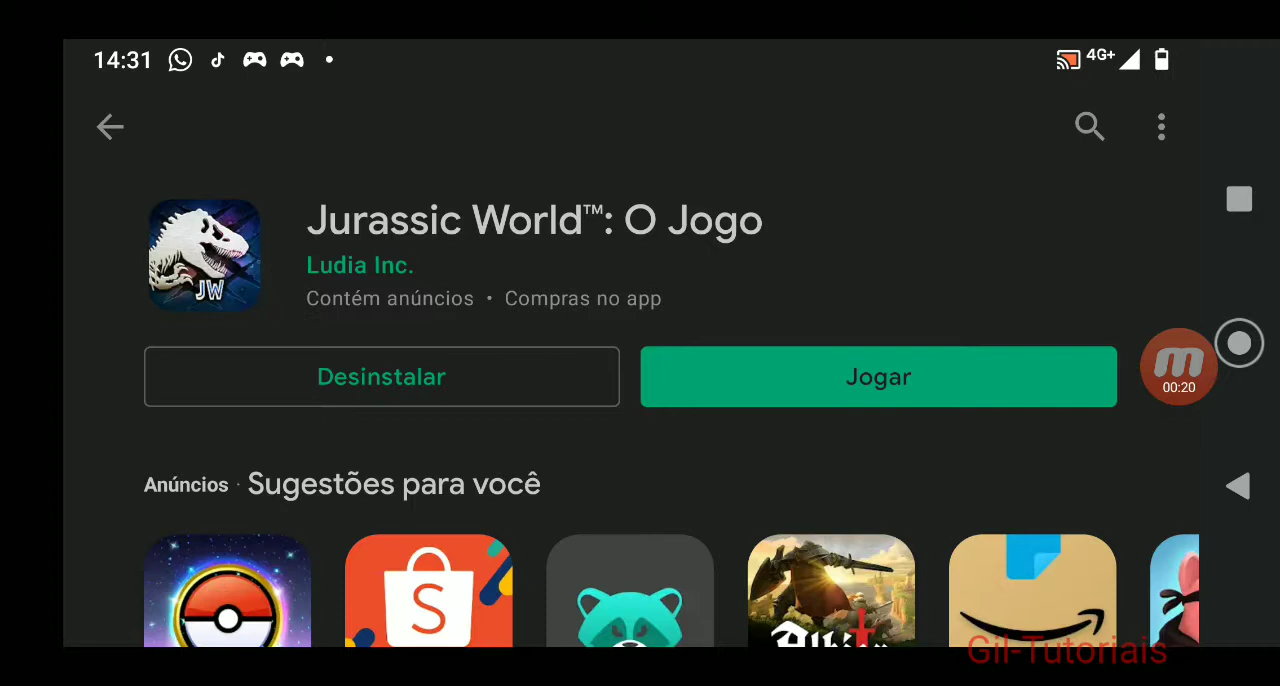 14:31
4G+
Jurassic World™: O Jogo
JW
Ludia Inc.
Contém anúncios • Compras no app
Desinstalar
Jogar
00:20
Anúncios · Sugestões para você
S
Gil-Tutoriais